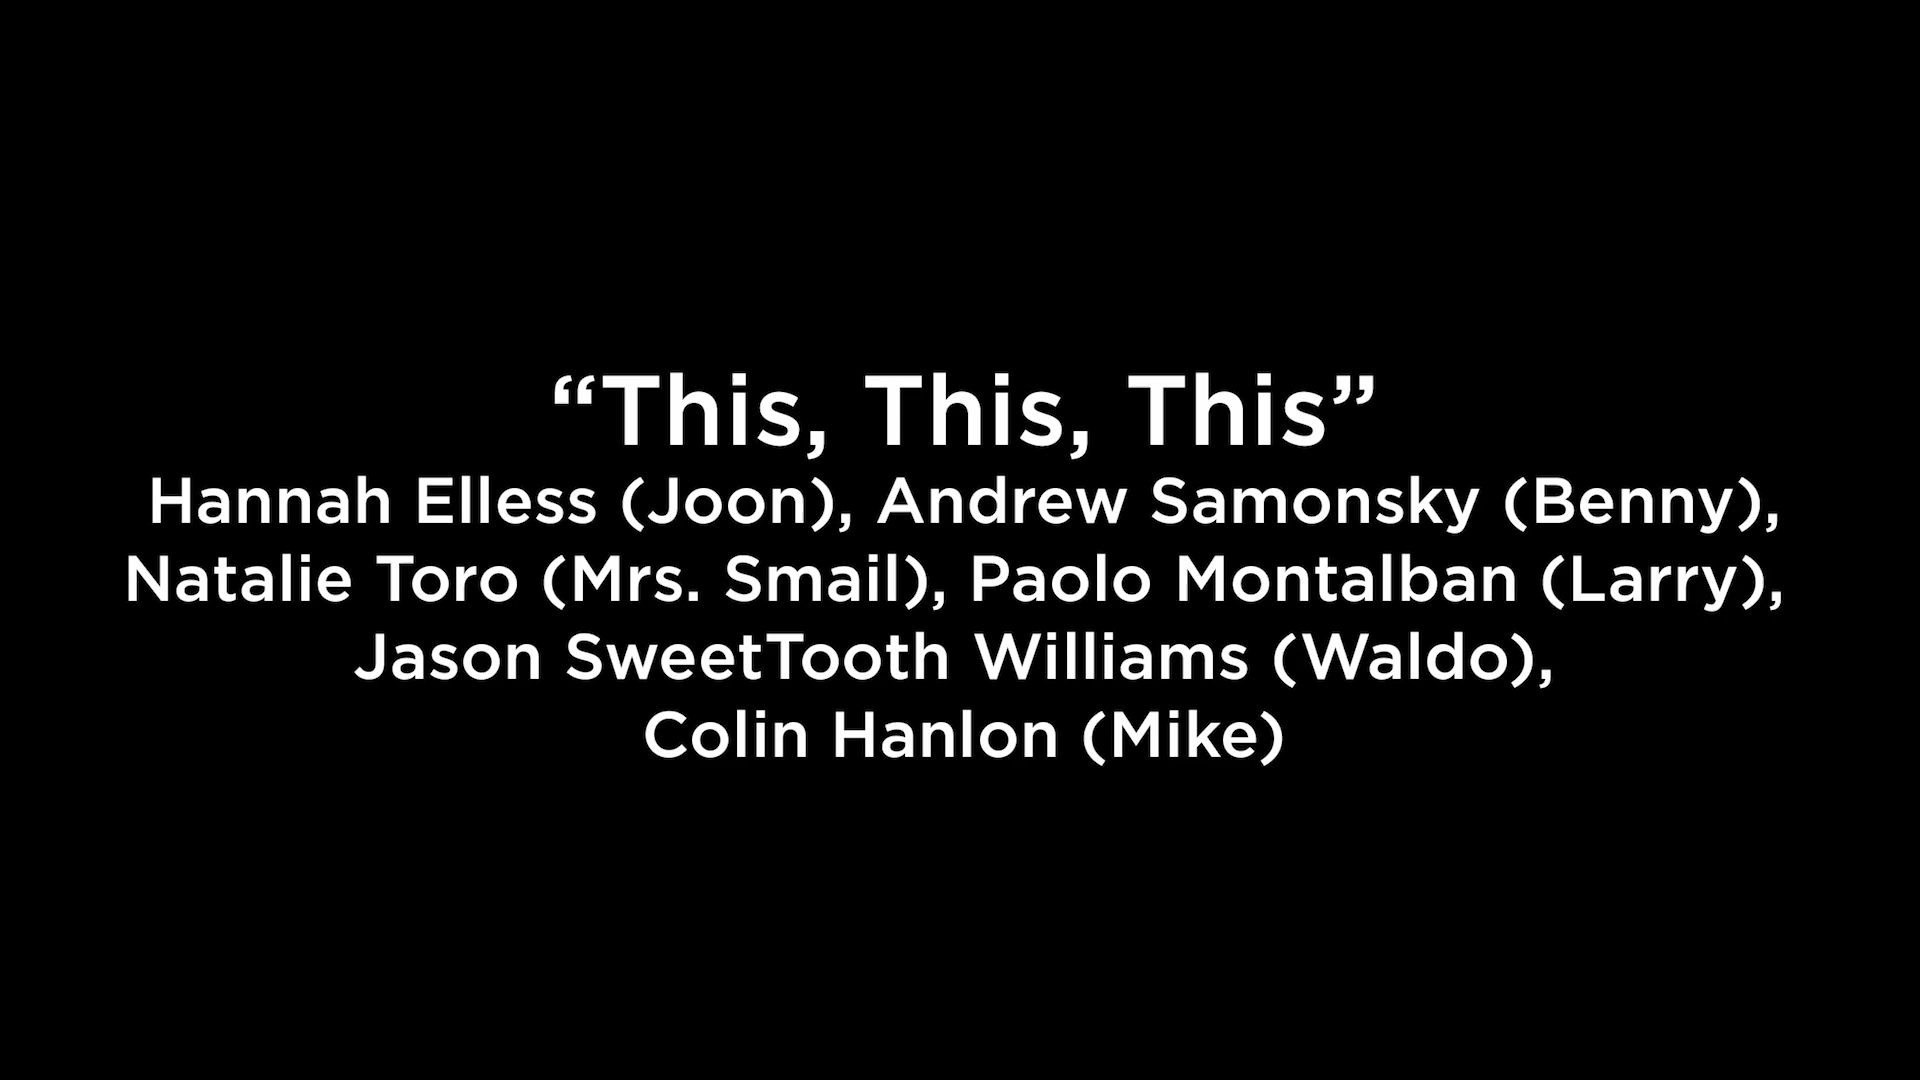 “This, This, This”
Hannah Elless (Joon), Andrew Samonsky (Benny),
Natalie Toro (Mrs. Smail), Paolo Montalban (Larry),
Jason SweetTooth Williams (Waldo),
Colin Hanlon (Mike)